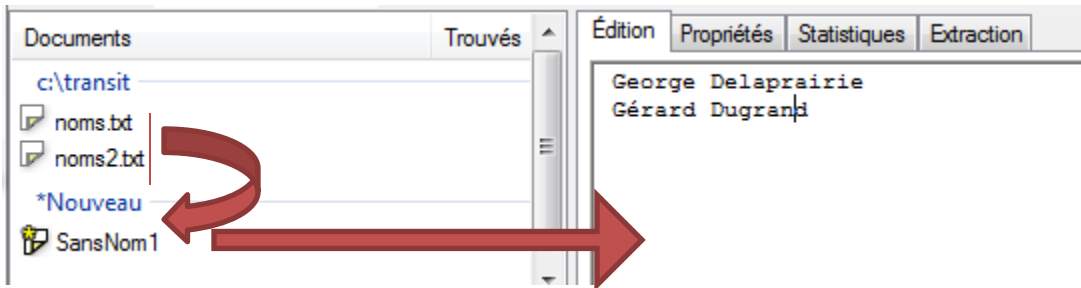 Documents Trouvés
c:\transit
noms.txt
noms2.txt
*Nouveau
SansNom1
Édition Propriétés Statistiques Extraction
George Delaprairie
Gérard Dugrand